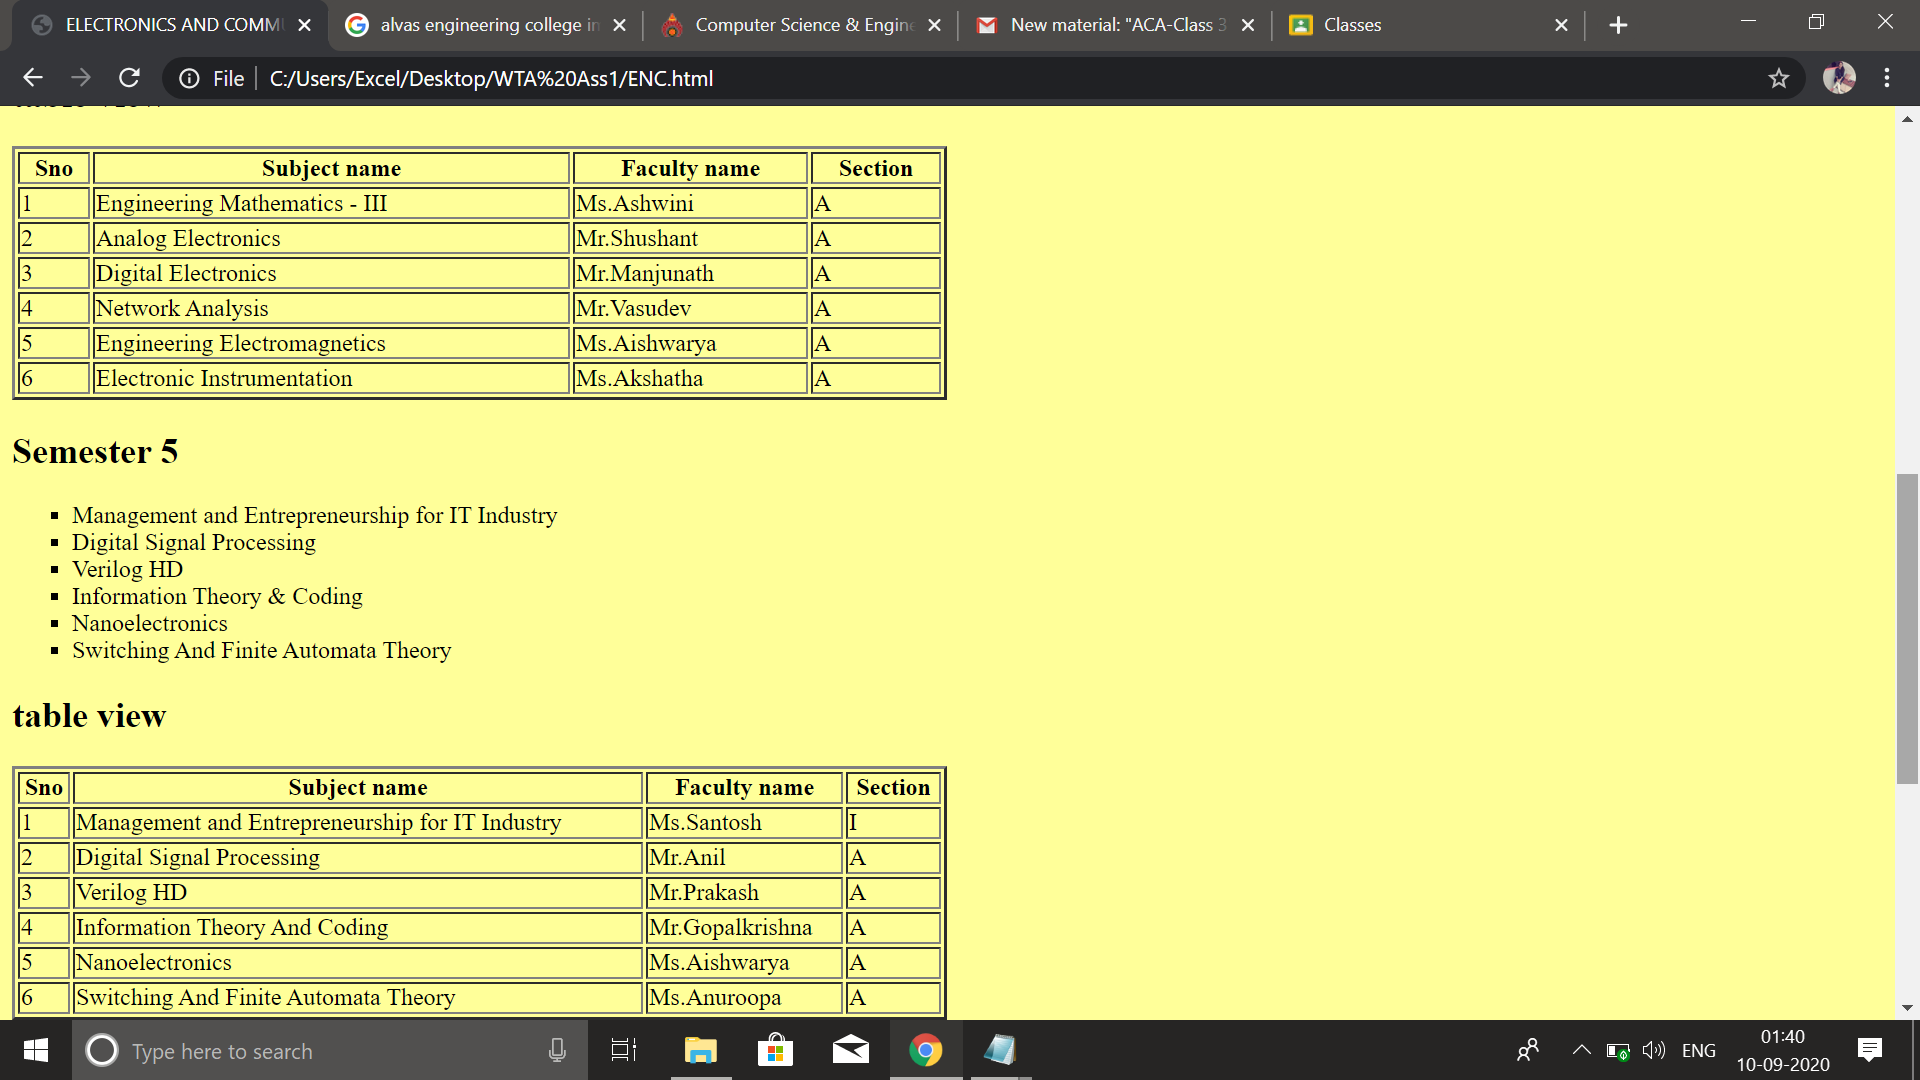 ELECTRONICS AND COMM
alvas engineering college in
Computer Science & Engine
New material: "ACA-Class 3
Classes
File
C:/Users/Excel/Desktop/WTA%20Ass1/ENC.html
Sno Subject name Faculty name Section
1 Engineering Mathematics - III Ms.Ashwini A
2 Analog Electronics Mr.Shushant A
3 Digital Electronics Mr.Manjunath A
4 Network Analysis Mr.Vasudev A
5 Engineering Electromagnetics Ms.Aishwarya A
6 Electronic Instrumentation Ms.Akshatha A
Semester 5
Management and Entrepreneurship for IT Industry
Digital Signal Processing
Verilog HD
Information Theory & Coding
Nanoelectronics
Switching And Finite Automata Theory
table view
Sno Subject name Faculty name Section
1 Management and Entrepreneurship for IT Industry Ms.Santosh I
2 Digital Signal Processing Mr.Anil A
3 Verilog HD Mr.Prakash A
4 Information Theory And Coding Mr.Gopalkrishna A
5 Nanoelectronics Ms.Aishwarya A
6 Switching And Finite Automata Theory Ms.Anuroopa A
Type here to search
ENG
01:40
10-09-2020